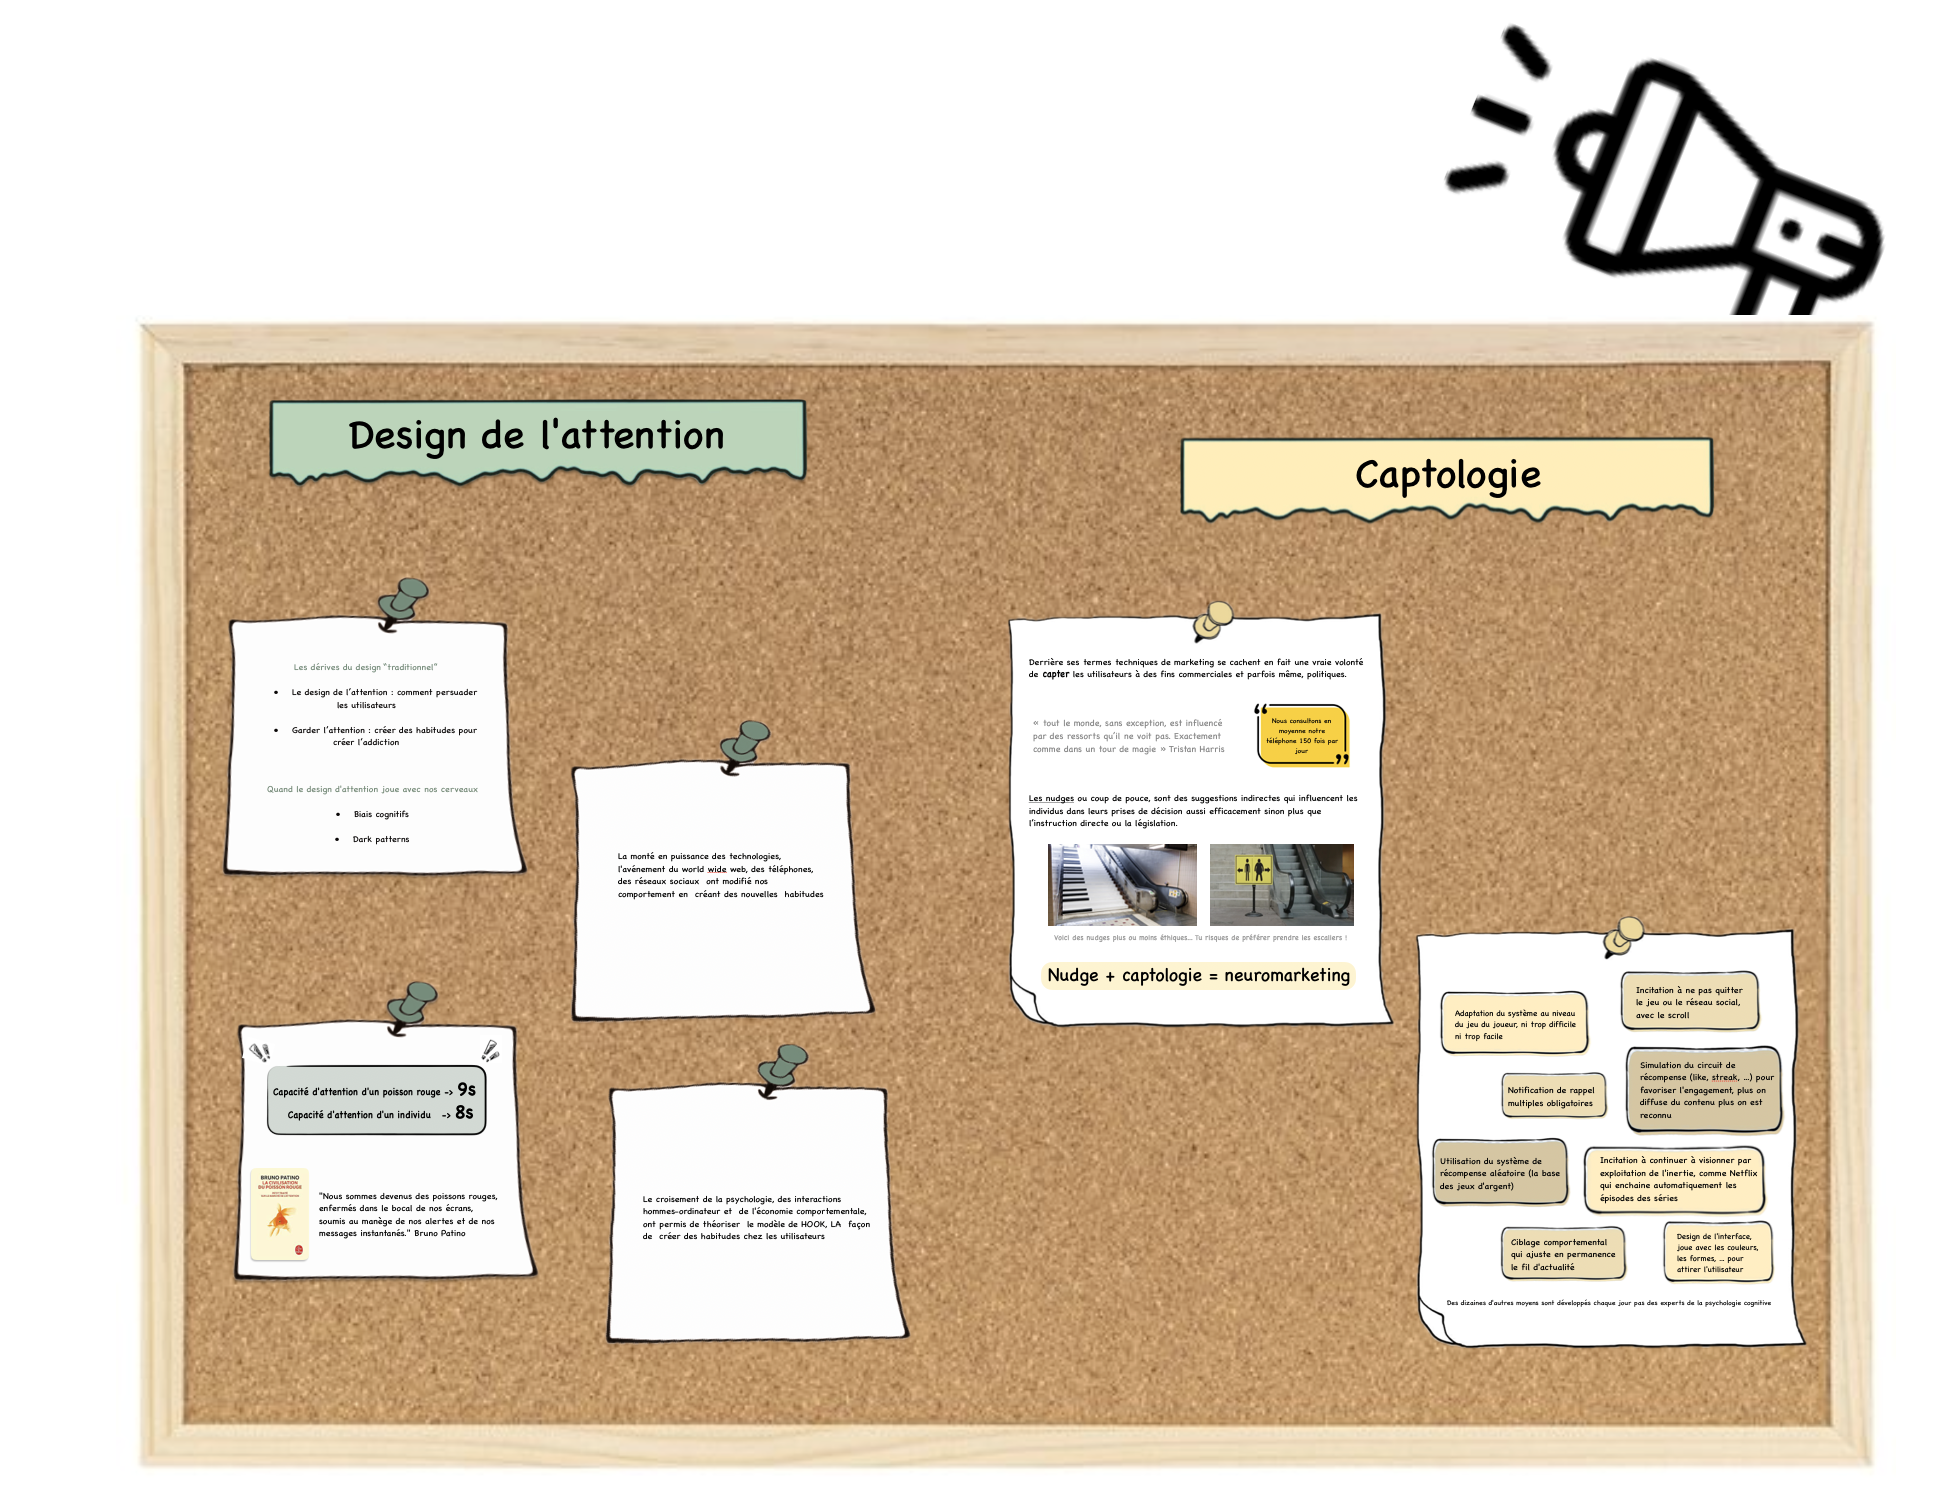 Design de l'attention
Captologie
Les dérives du design "traditionnel"
• Le design de l'attention : comment persuader
les utilisateurs
• Garder l'attention : créer des habitudes pour
créer l'addiction
Quand le design d'attention joue avec nos cerveaux
• Biais cognitifs
• Dark patterns
La monté en puissance des technologies,
l'avénement du world wide web, des téléphones,
des réseaux sociaux ont modifié nos
comportement en créant des nouvelles habitudes
Capacité d'attention d'un poisson rouge -> 9s
Capacité d'attention d'un individu -> 8s
BRUNO PATINO
LA CIVILISATION
DU POISSON ROUGE
"Nous sommes devenus des poissons rouges,
enfermés dans le bocal de nos écrans,
soumis au manège de nos alertes et de nos
messages instantanés." Bruno Patino
Le croisement de la psychologie, des interactions
hommes-ordinateur et de l'économie comportementale,
ont permis de théoriser le modèle de HOOK, LA façon
de créer des habitudes chez les utilisateurs
Derrière ses termes techniques de marketing se cachent en fait une vraie volonté
de capter les utilisateurs à des fins commerciales et parfois même, politiques.
« tout le monde, sans exception, est influencé
par des ressorts qu'il ne voit pas. Exactement
comme dans un tour de magie » Tristan Harris
Nous consultons en
moyenne notre
téléphone 150 fois par
jour
Les nudges ou coup de pouce, sont des suggestions indirectes qui influencent les
individus dans leurs prises de décision aussi efficacement sinon plus que
l'instruction directe ou la législation.
Voici des nudges plus ou moins éthiques... Tu risques de préférer prendre les escaliers !
Nudge + captologie = neuromarketing
Incitation à ne pas quitter
le jeu ou le réseau social,
avec le scroll
Adaptation du système au niveau
du jeu du joueur, ni trop difficile
ni trop facile
Simulation du circuit de
récompense (like, streak, ...) pour
favoriser l'engagement, plus on
diffuse du contenu plus on est
reconnu
Notification de rappel
multiples obligatoires
Utilisation du système de
récompense aléatoire (la base
des jeux d'argent)
Incitation à continuer à visionner par
exploitation de l'inertie, comme Netflix
qui enchaine automatiquement les
épisodes des séries
Ciblage comportemental
qui ajuste en permanence
le fil d'actualité
Design de l'interface,
joue avec les couleurs,
les formes, ... pour
attirer l'utilisateur
Des dizaines d'autres moyens sont développés chaque jour pas des experts de la psychologie cognitive